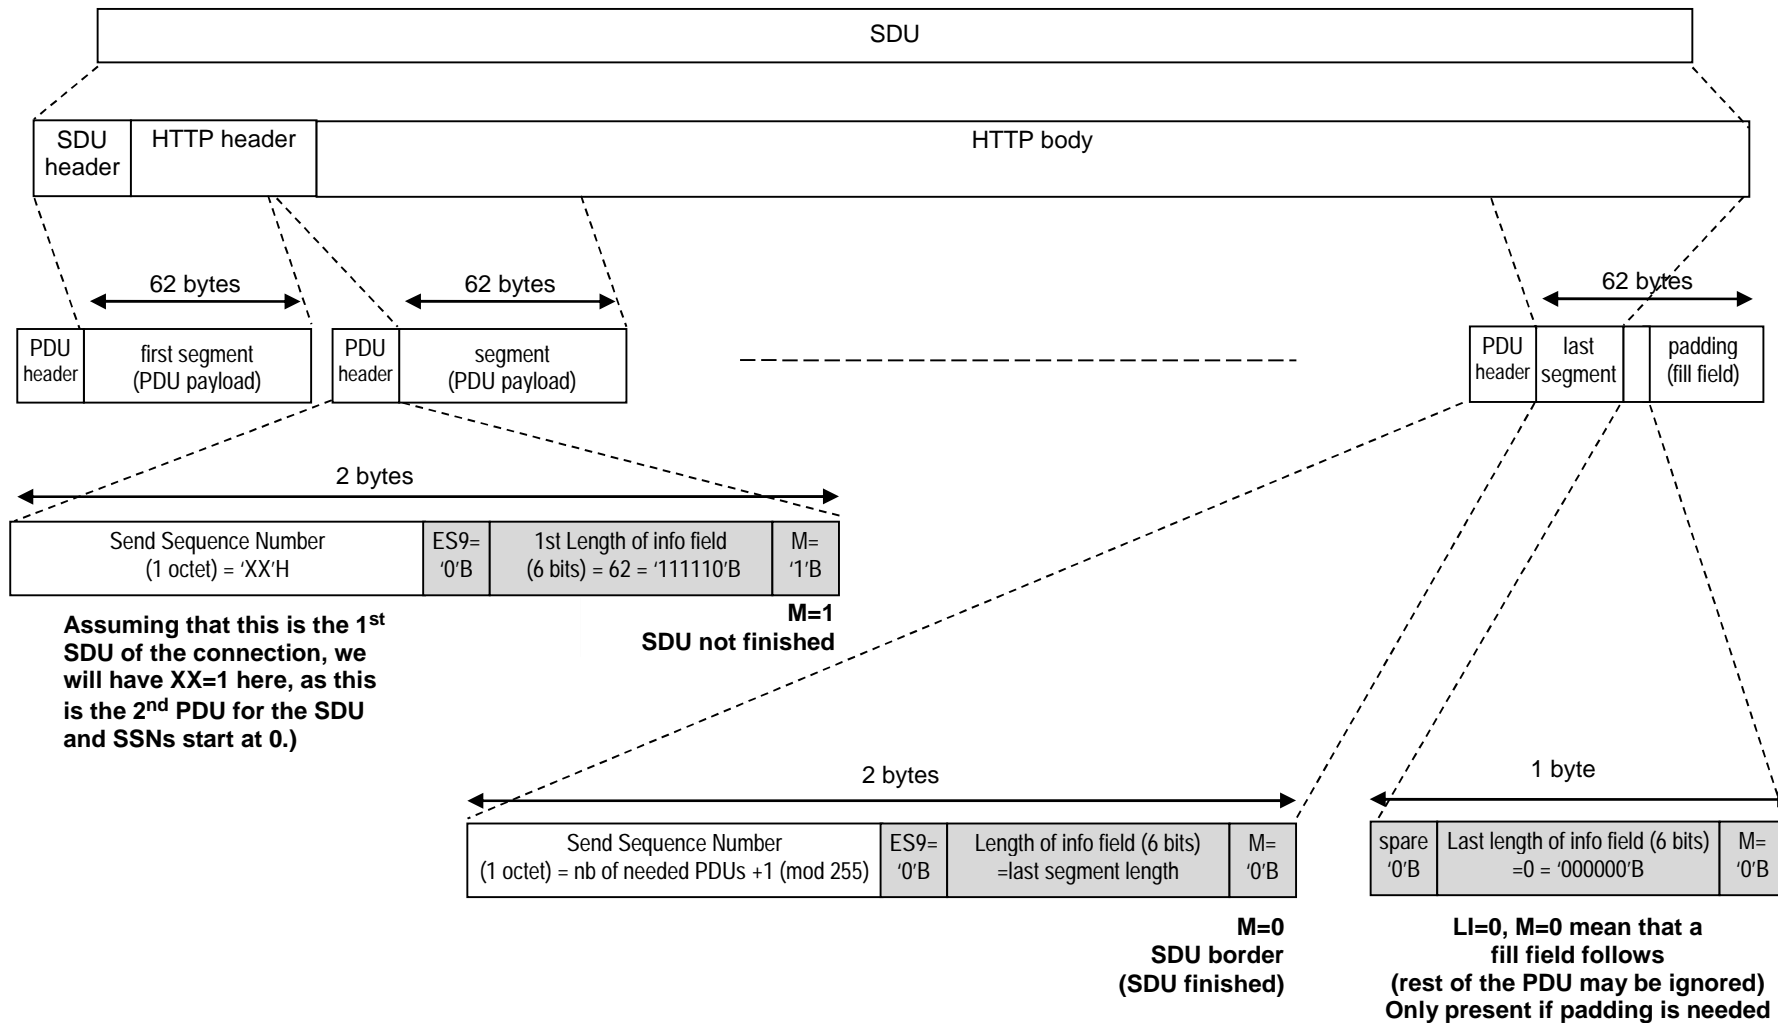 SDU
SDU
header
HTTP header
HTTP body
62 bytes
62 bytes
62 bytes
PDU
header
first segment
(PDU payload)
PDU
header
segment
(PDU payload)
PDU
header
last
segment
padding
(fill field)
2 bytes
Send Sequence Number
(1 octet) = ‘XX’H
ES9=
‘0’B
1st Length of info field
(6 bits) = 62 = ‘111110’B
M=
‘1’B
M=1
SDU not finished
Assuming that this is the 1st
SDU of the connection, we
will have XX=1 here, as this
is the 2nd PDU for the SDU
and SSNs start at 0.)
2 bytes
Send Sequence Number
(1 octet) = nb of needed PDUs +1 (mod 255)
ES9=
‘0’B
Length of info field (6 bits)
=last segment length
M=
‘0’B
M=0
SDU border
(SDU finished)
1 byte
spare
‘0’B
Last length of info field (6 bits)
=0 = ‘000000’B
M=
‘0’B
LI=0, M=0 mean that a
fill field follows
(rest of the PDU may be ignored)
Only present if padding is needed